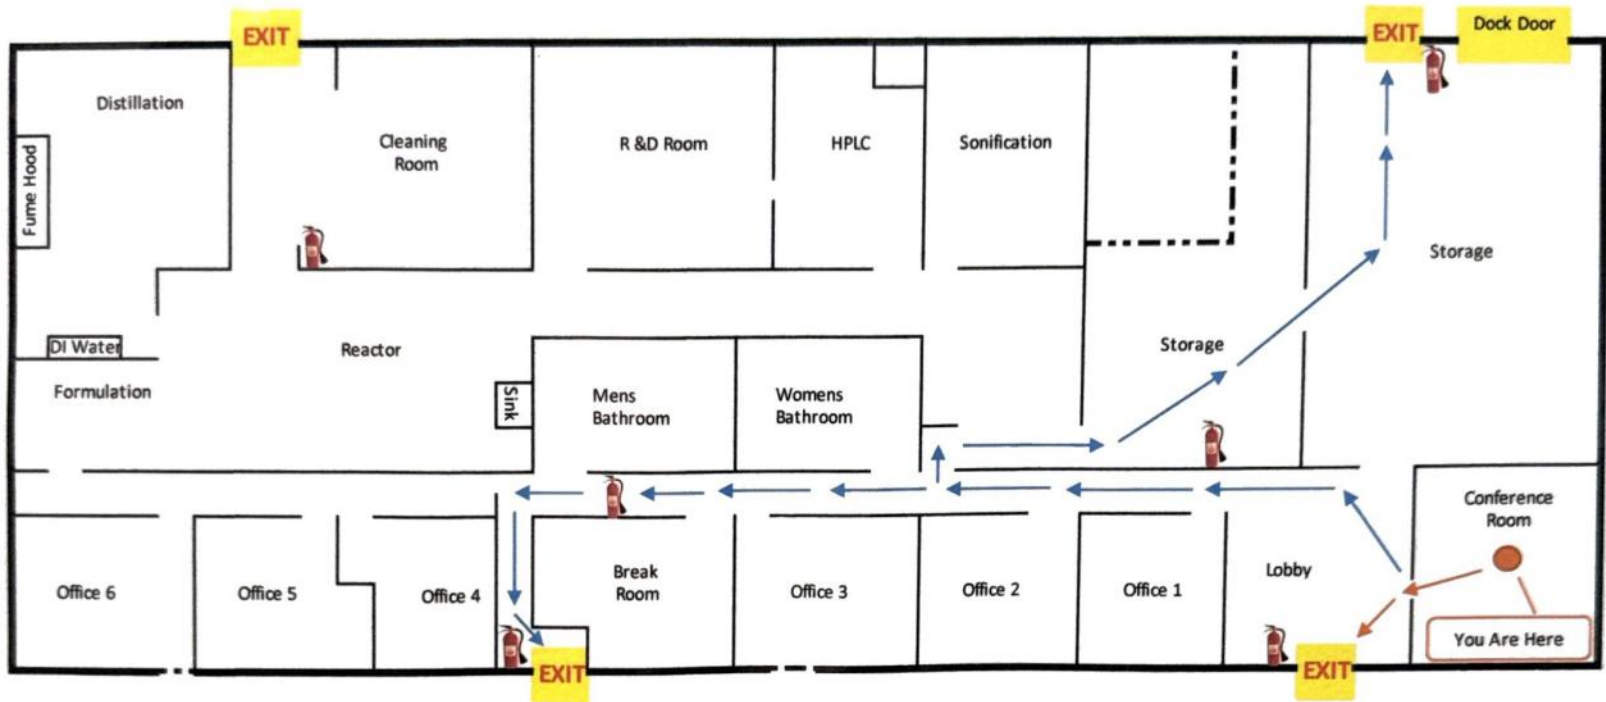 EXIT
EXIT
Dock Door
Distillation
Fume Hood
Cleaning
Room
R &D Room
HPLC
Sonification
Storage
DI Water
Reactor
Storage
Formulation
Sink
Mens
Bathroom
Womens
Bathroom
Conference
Room
Office 6
Office 5
Office 4
Break
Room
Office 3
Office 2
Office 1
Lobby
You Are Here
EXIT
EXIT